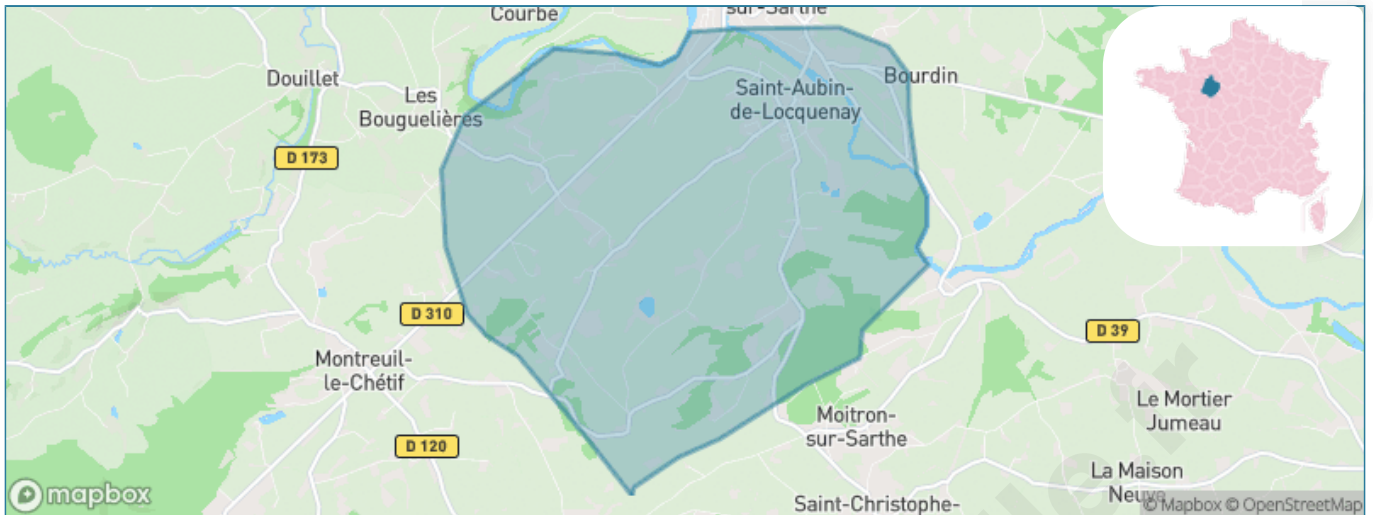 Courbe
sur-Sarthe
Douillet
Les
Bouguelières
Saint-Aubin-
de-Locquenay
Bourdin
D 173
D 310
D 39
Montreuil-
le-Chétif
D 120
Moitron-
sur-Sarthe
Le Mortier
Jumeau
La Maison
Neuve
Saint-Christophe-
mapbox
© Mapbox © OpenStreetMap